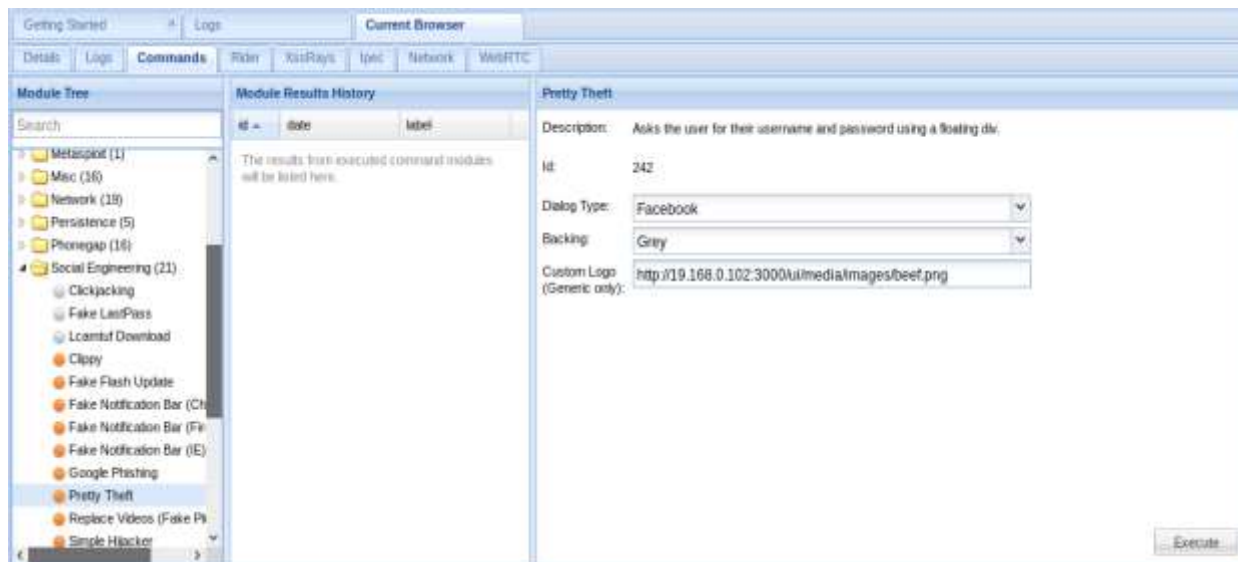 Getting Started Logs Current Browser
Details Logs Commands Rider XssRays Ipec Network WebRTC
Module Tree
Search
Metasploit (1)
Misc (16)
Network (19)
Persistence (5)
Phonegap (16)
Social Engineering (21)
Clickjacking
Fake LastPass
Lcamtuf Download
Clippy
Fake Flash Update
Fake Notification Bar (Ch
Fake Notification Bar (Fir
Fake Notification Bar (IE)
Google Phishing
Pretty Theft
Replace Videos (Fake Pl
Simple Hijacker
Module Results History
id date label
The results from executed command modules
will be listed here.
Pretty Theft
Description: Asks the user for their username and password using a floating div.
Id: 242
Dialog Type: Facebook
Backing: Grey
Custom Logo
(Generic only): http://19.168.0.102:3000/ui/media/images/beef.png
Execute